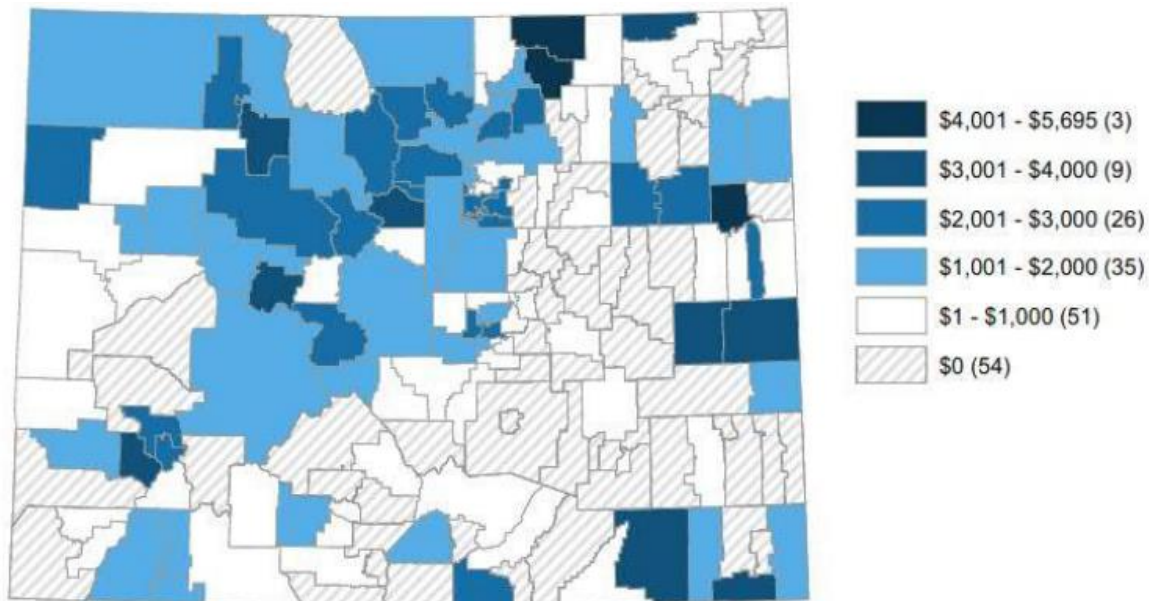 $4,001 - $5,695 (3)
$3,001 - $4,000 (9)
$2,001 - $3,000 (26)
$1,001 - $2,000 (35)
$1 - $1,000 (51)
$0 (54)